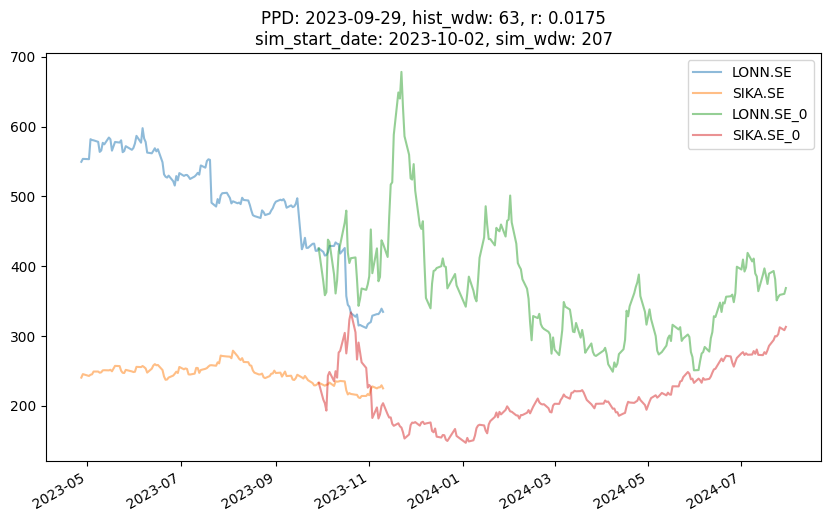 PPD: 2023-09-29, hist_wdw: 63, r: 0.0175
sim_start_date: 2023-10-02, sim_wdw: 207
700
600
500
400
300
200
LONN.SE
SIKA.SE
LONN.SE_0
SIKA.SE_0
2023-05
2023-07
2023-09
2023-11
2024-01
2024-03
2024-05
2024-07